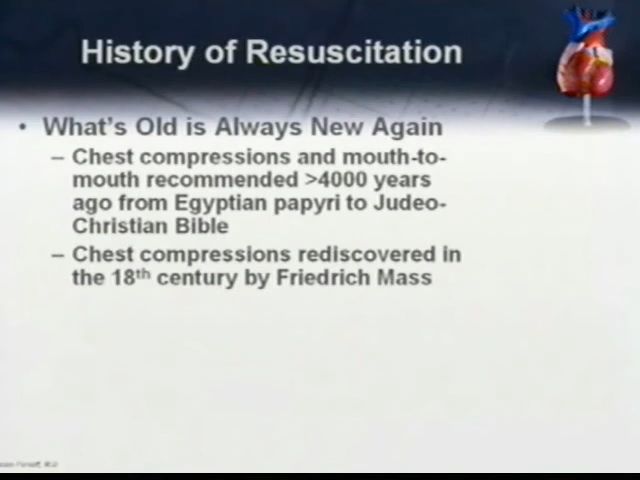 History of Resuscitation
• What's Old is Always New Again
– Chest compressions and mouth-to-
mouth recommended >4000 years
ago from Egyptian papyri to Judeo-
Christian Bible
– Chest compressions rediscovered in
the 18th century by Friedrich Mass